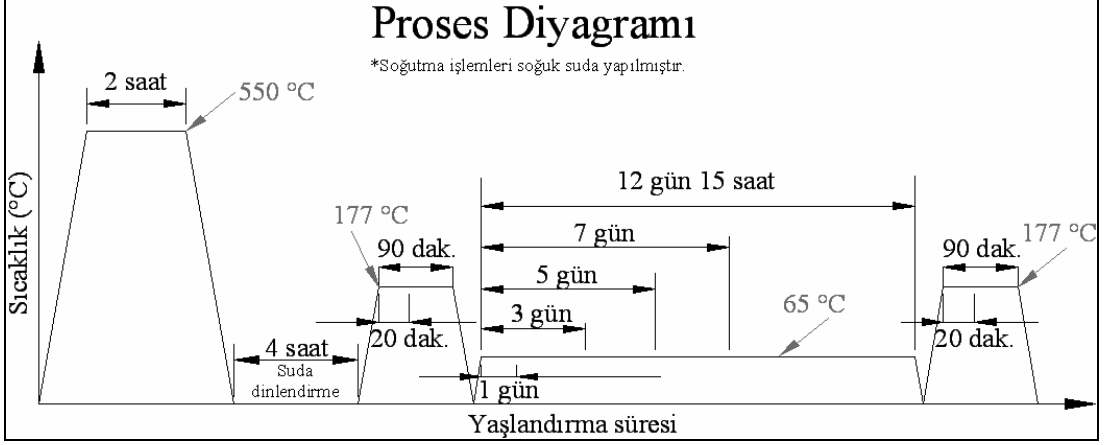 Proses Diyagramı
*Soğutma işlemleri soğuk suda yapılmıştır.
2 saat
550 °C
12 gün 15 saat
177 °C
7 gün
177 °C
90 dak.
90 dak.
5 gün
65 °C
3 gün
20 dak.
20 dak.
4 saat
Suda
dinlendirme
1 gün
Sıcaklık (°C)
Yaşlandırma süresi